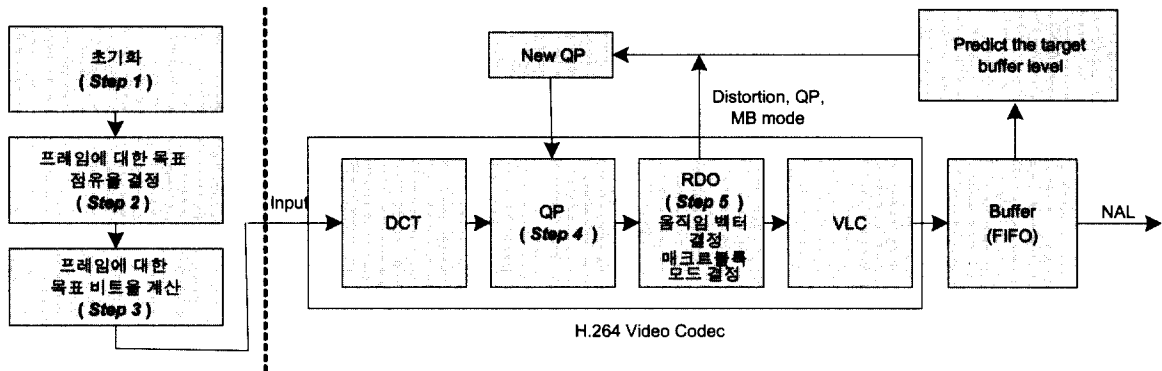 초기화
( Step 1 )
프레임에 대한 목표
점유율 결정
( Step 2 )
프레임에 대한
목표 비트율 계산
( Step 3 )
Input
New QP
Distortion, QP,
MB mode
Predict the target
buffer level
DCT
QP
( Step 4 )
RDO
( Step 5 )
움직임 벡터
결정
매크로블록
모드 결정
VLC
Buffer
(FIFO)
NAL
H.264 Video Codec